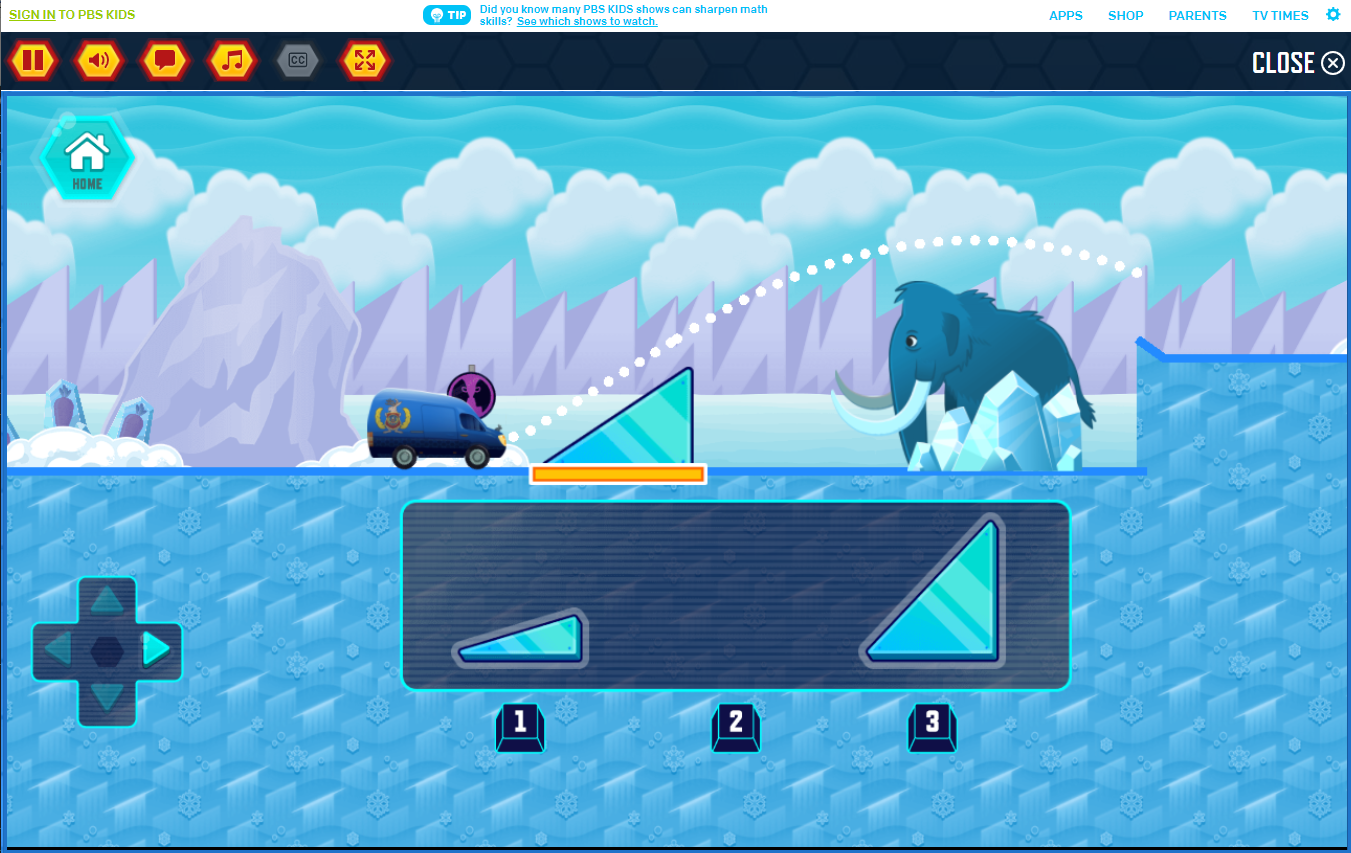 SIGN IN TO PBS KIDS
TIP
Did you know many PBS KIDS shows can sharpen math
skills? See which shows to watch.
APPS
SHOP
PARENTS
TV TIMES
CC
CLOSE
HOME
1
2
3